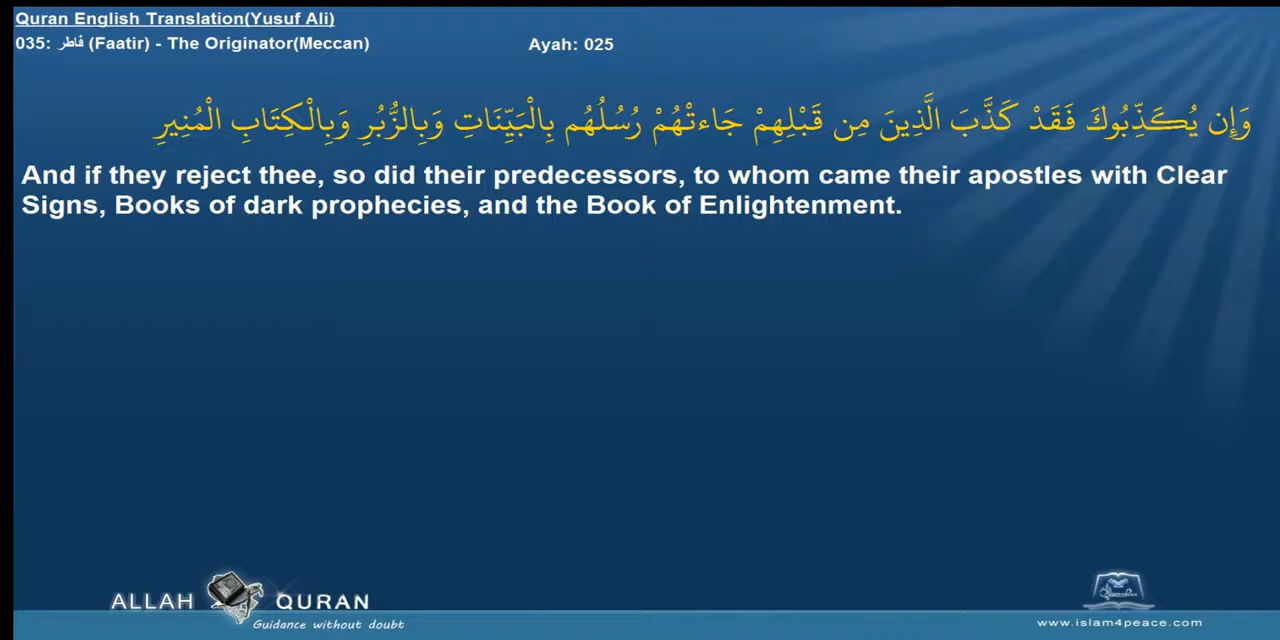 Quran English Translation(Yusuf Ali)
035: فاطر (Faatir) - The Originator(Meccan)
Ayah: 025
وَإِن يُكَذِّبُوكَ فَقَدْ كَذَّبَ الَّذِينَ مِن قَبْلِهِمْ جَاءتْهُمْ رُسُلُهُم بِالْبَيِّنَاتِ وَبِالزُّبُرِ وَبِالْكِتَابِ الْمُنِيرِ
And if they reject thee, so did their predecessors, to whom came their apostles with Clear
Signs, Books of dark prophecies, and the Book of Enlightenment.
ALLAH QURAN
Guidance without doubt
www.islam4peace.com